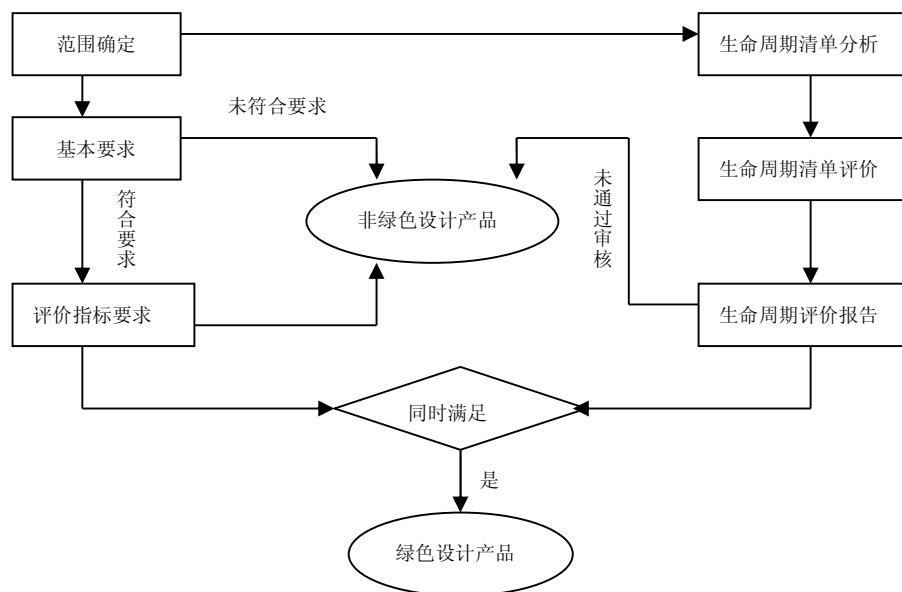 范围确定
生命周期清单分析
未符合要求
基本要求
生命周期清单评价
符合要求
未通过审核
非绿色设计产品
评价指标要求
生命周期评价报告
同时满足
是
绿色设计产品